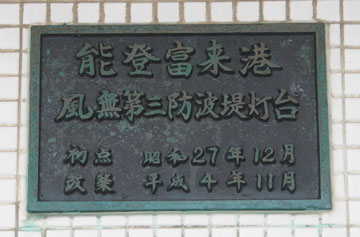 能登富来港
風無第三防波堤灯台
初点 昭和27年12月
改築 平成4年11月